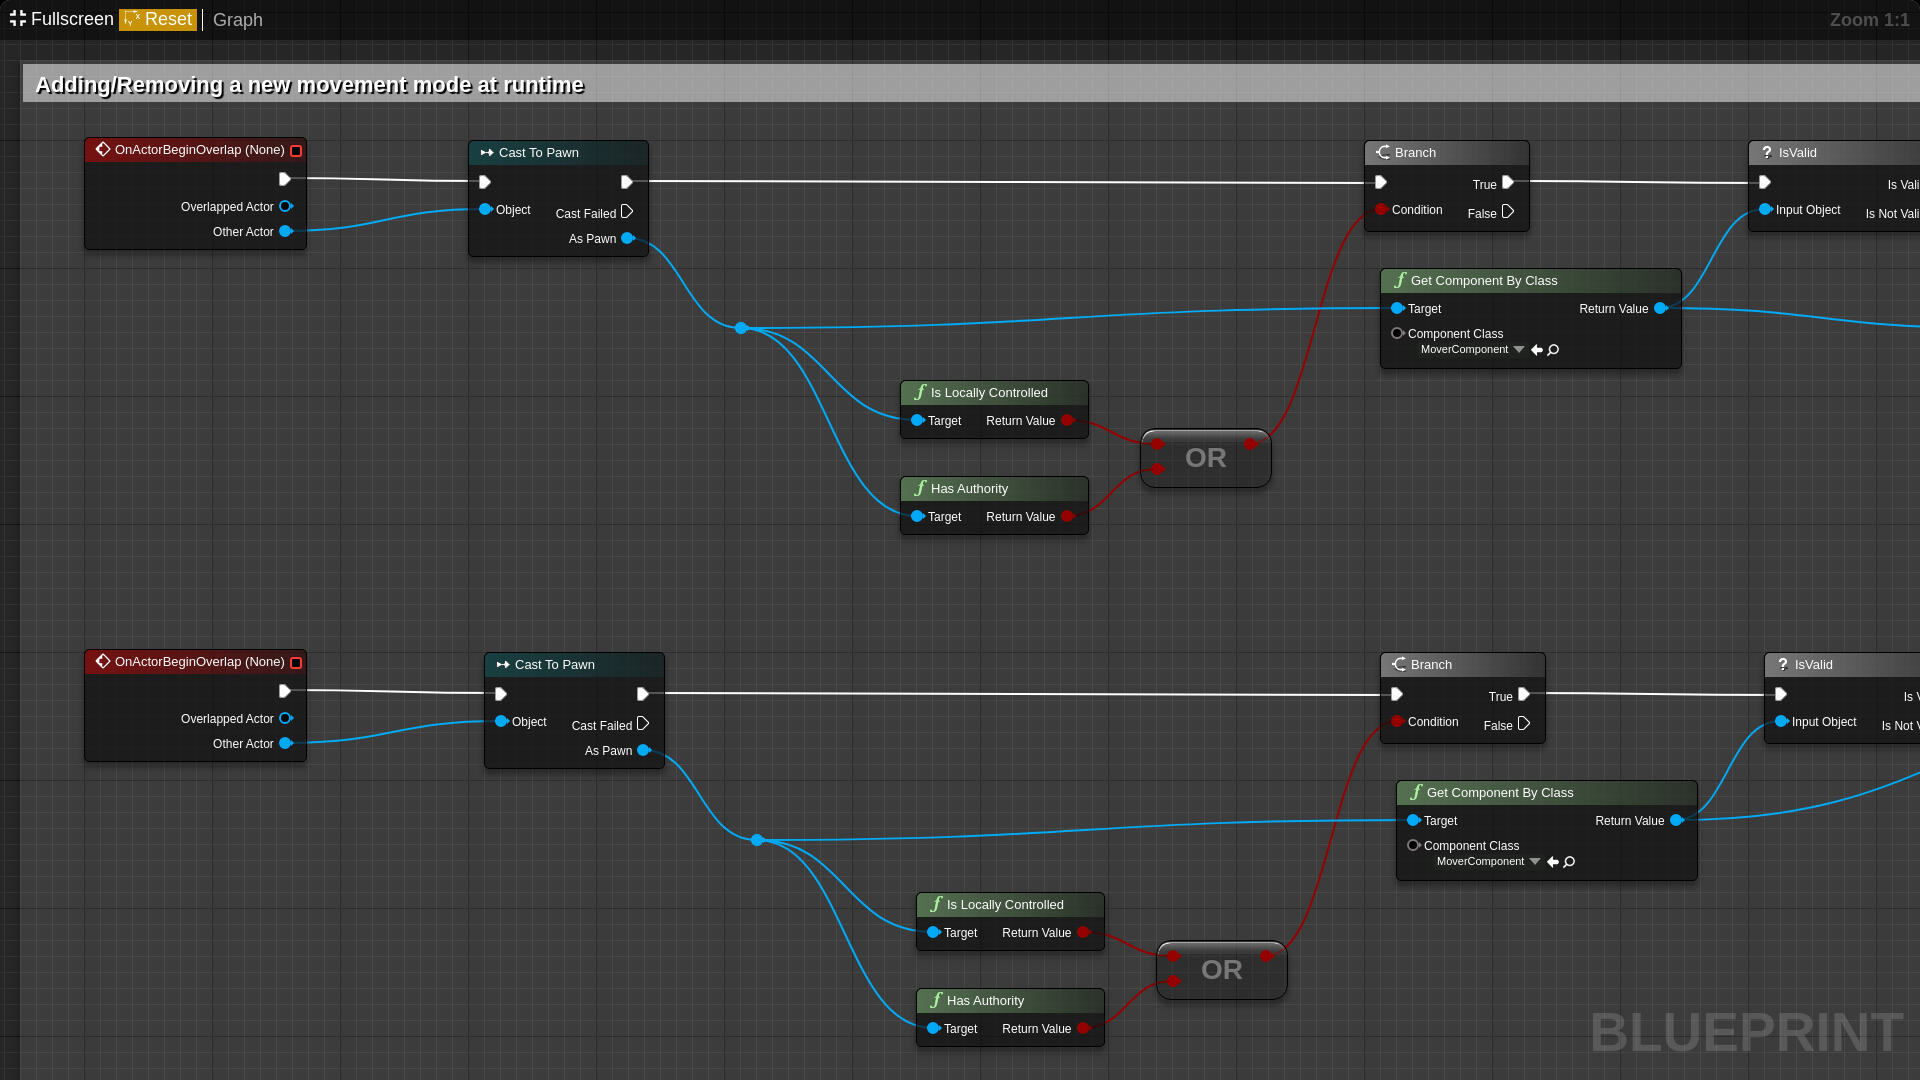 Fullscreen Reset Graph Zoom 1:1
Adding/Removing a new movement mode at runtime
OnActorBeginOverlap (None)
Overlapped Actor
Other Actor
Cast To Pawn
Object
Cast Failed
As Pawn
Branch
True
Condition
False
? IsValid
Is Vali
Input Object
Is Not Vali
f Get Component By Class
Target Return Value
Component Class
MoverComponent
f Is Locally Controlled
Target Return Value
OR
f Has Authority
Target Return Value
OnActorBeginOverlap (None)
Overlapped Actor
Other Actor
Cast To Pawn
Object
Cast Failed
As Pawn
Branch
True
Condition
False
? IsValid
Is V
Input Object
Is Not V
f Get Component By Class
Target Return Value
Component Class
MoverComponent
f Is Locally Controlled
Target Return Value
OR
f Has Authority
Target Return Value
BLUEPRINT